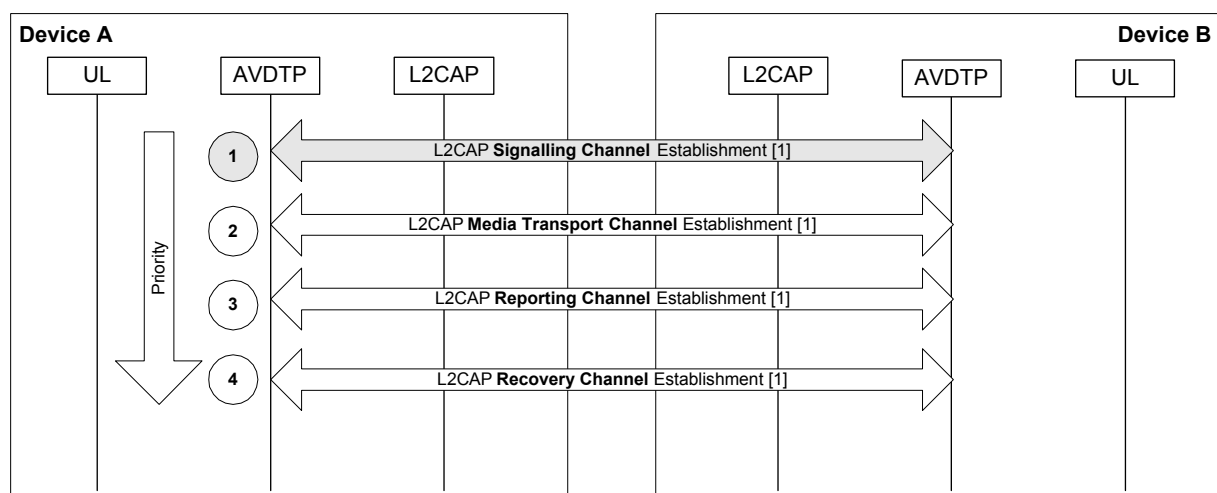 Device A
Device B
UL
AVDTP
L2CAP
L2CAP
AVDTP
UL
1
L2CAP Signalling Channel Establishment [1]
2
L2CAP Media Transport Channel Establishment [1]
Priority
3
L2CAP Reporting Channel Establishment [1]
4
L2CAP Recovery Channel Establishment [1]